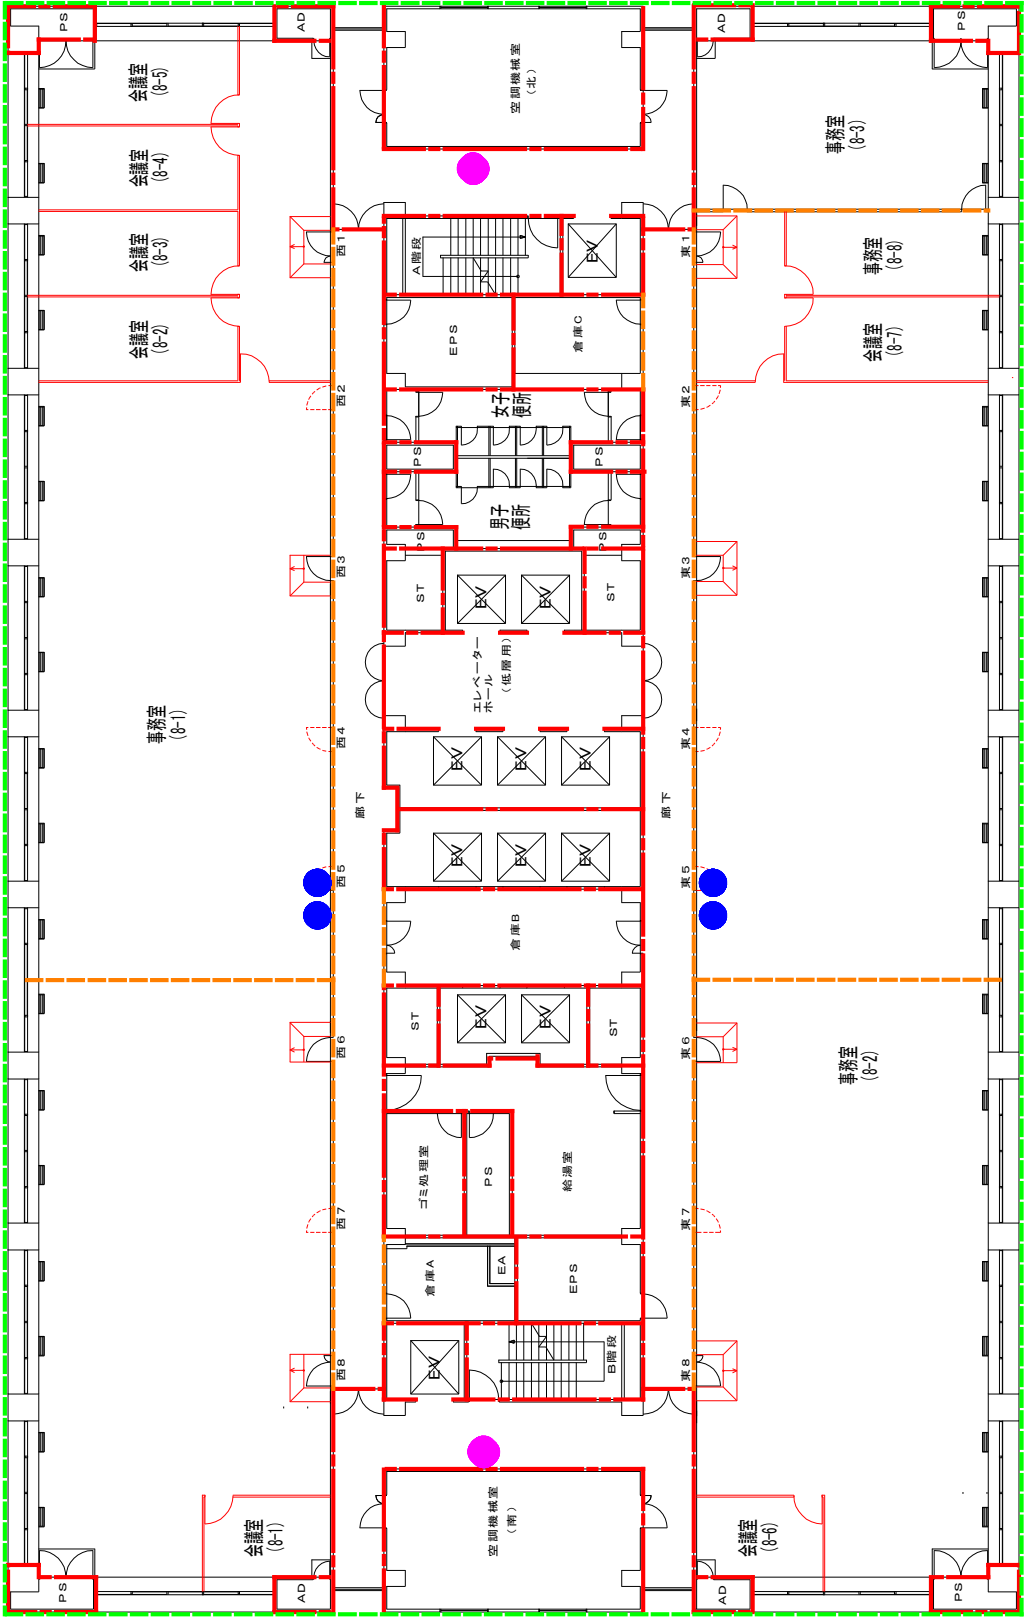 PS
AD
AD
PS
会議室
(8-5)
空調機械室
(北)
事務室
(8-3)
会議室
(8-4)
会議室
(8-3)
西1
A階段
EV
東1
事務室
(8-8)
会議室
(8-2)
EPS
倉庫C
会議室
(8-7)
西2
女子
便所
東2
PS
PS
男子
便所
PS
PS
西3
東3
ST
EV
EV
ST
エレベーター
ホール
(低層用)
事務室
(8-1)
西4
東4
EV
EV
EV
廊下
廊下
EV
EV
EV
西5
東5
倉庫B
ST
EV
EV
ST
西6
東6
事務室
(8-2)
ゴミ処理室
PS
給湯室
西7
東7
倉庫A
EA
EPS
西8
EV
B階段
東8
会議室
(8-1)
空調機械室
(南)
会議室
(8-6)
PS
AD
AD
PS